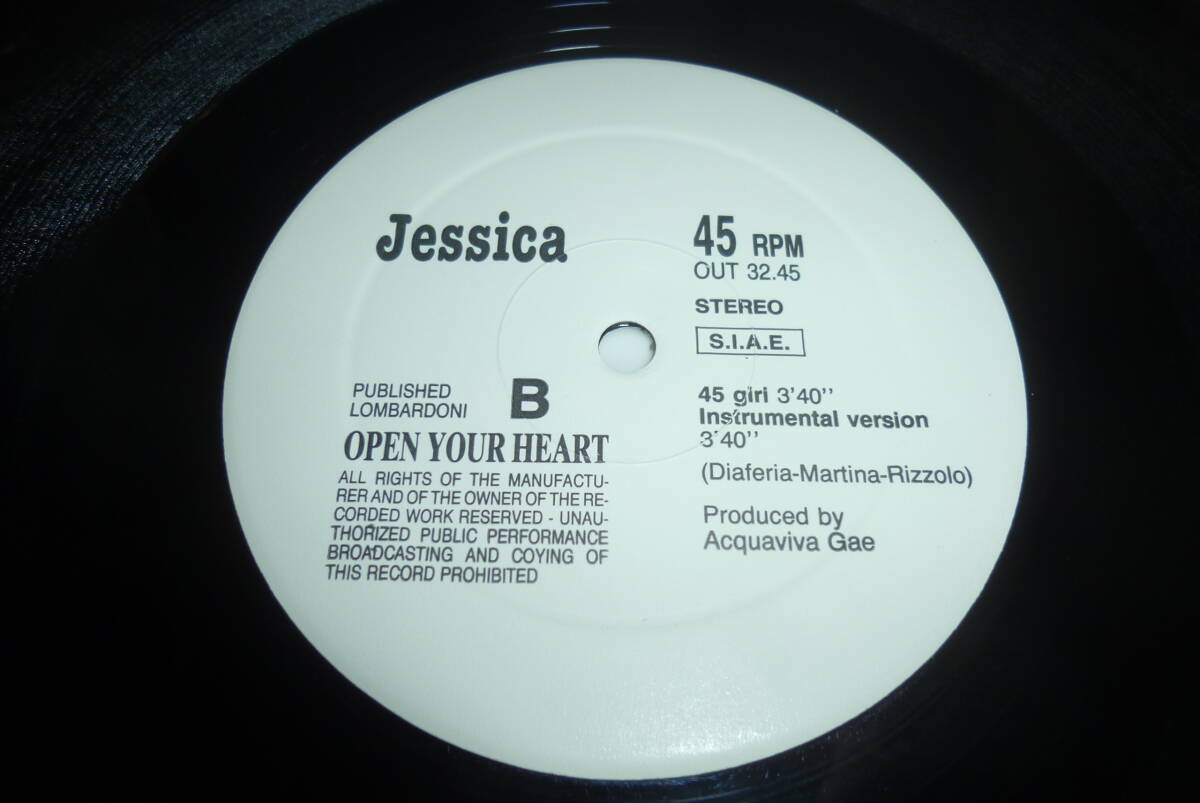 Jessica
45 RPM
OUT 32.45
STEREO
S.I.A.E.
PUBLISHED
LOMBARDONI
B
OPEN YOUR HEART
ALL RIGHTS OF THE MANUFACTU-
RER AND OF THE OWNER OF THE RE-
CORDED WORK RESERVED - UNAU-
THORIZED PUBLIC PERFORMANCE
BROADCASTING AND COYING OF
THIS RECORD PROHIBITED
45 giri 3'40''
Instrumental version
3'40''
(Diaferia-Martina-Rizzolo)
Produced by
Acquaviva Gae